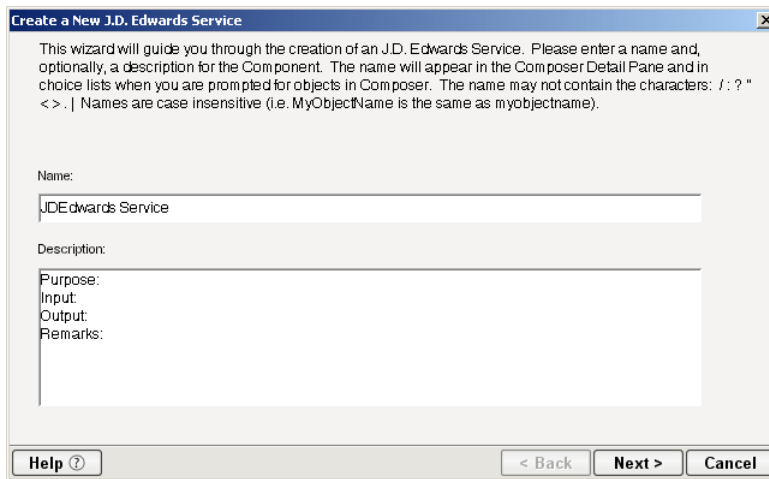 Create a New J.D. Edwards Service
This wizard will guide you through the creation of an J.D. Edwards Service. Please enter a name and,
optionally, a description for the Component. The name will appear in the Composer Detail Pane and in
choice lists when you are prompted for objects in Composer. The name may not contain the characters: / : ? "
< > . | Names are case insensitive (i.e. MyObjectName is the same as myobjectname).
Name:
JDEdwards Service
Description:
Purpose:
Input:
Output:
Remarks:
Help ?
< Back
Next >
Cancel